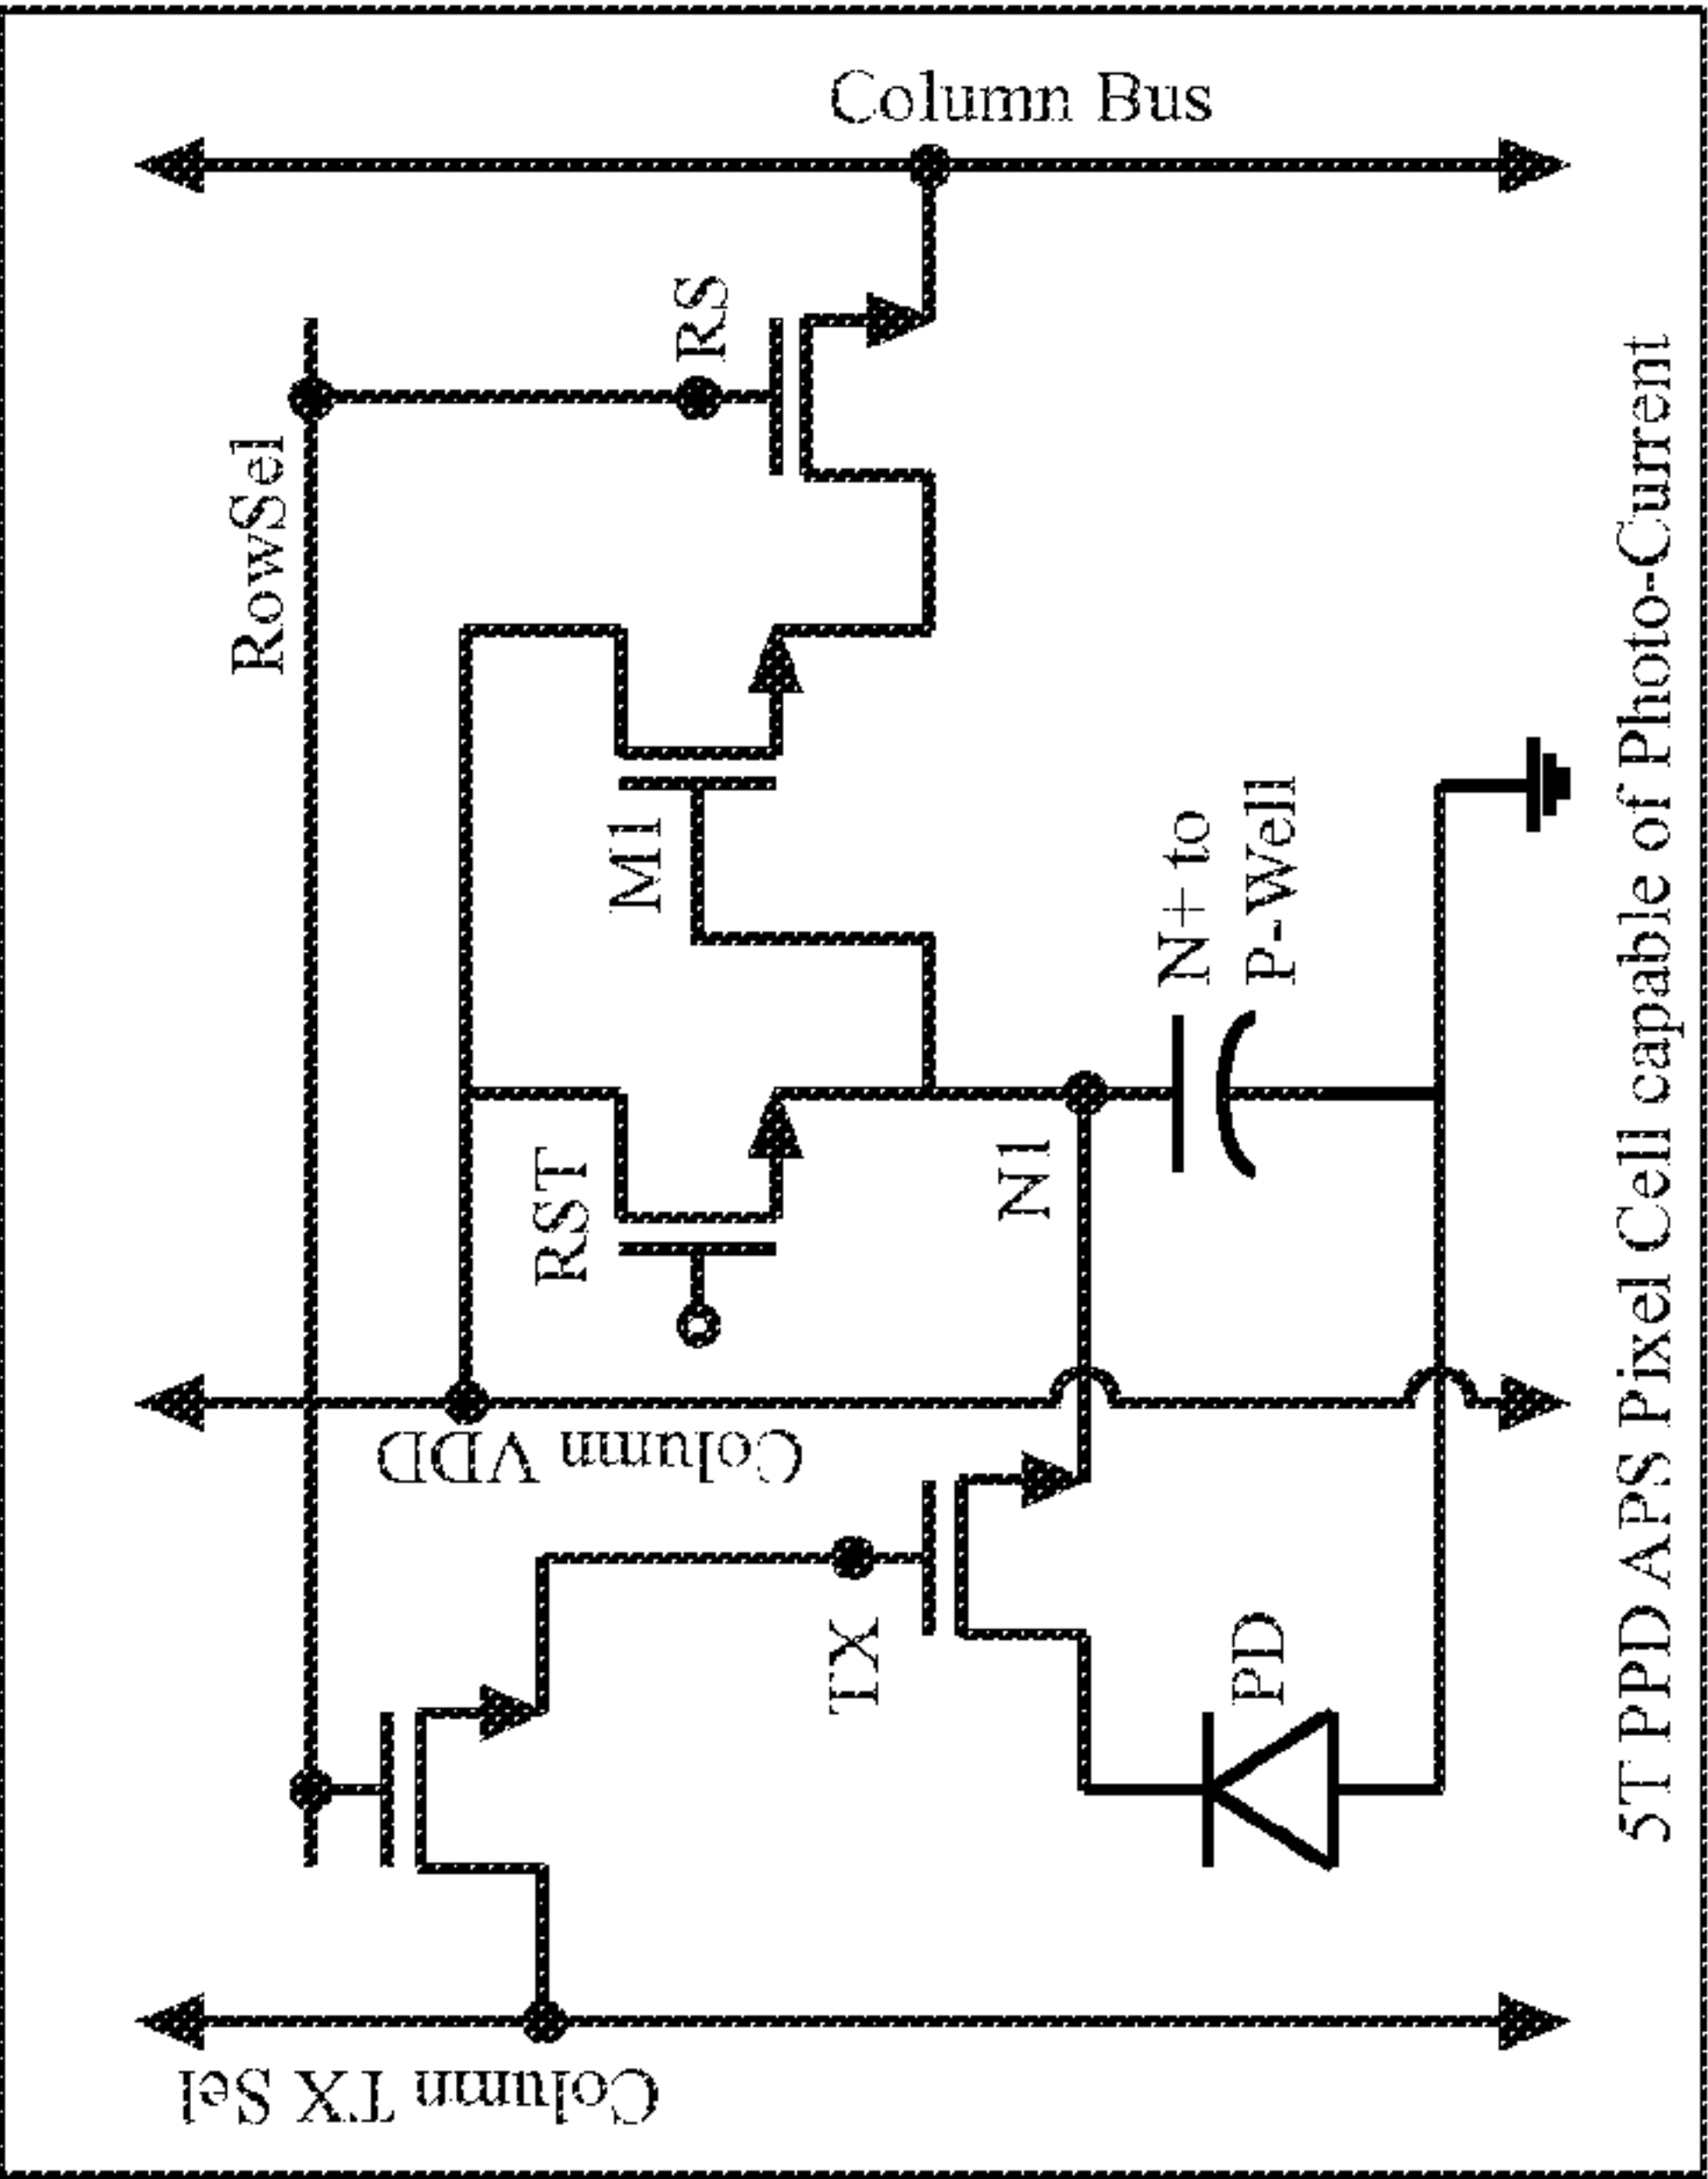 Column TX Sel
Column VDD
RowSel
RST
M1
RS
Column Bus
TX
N1
PD
N+ to
P-Well
5T PPD APS Pixel Cell capable of Photo-Current